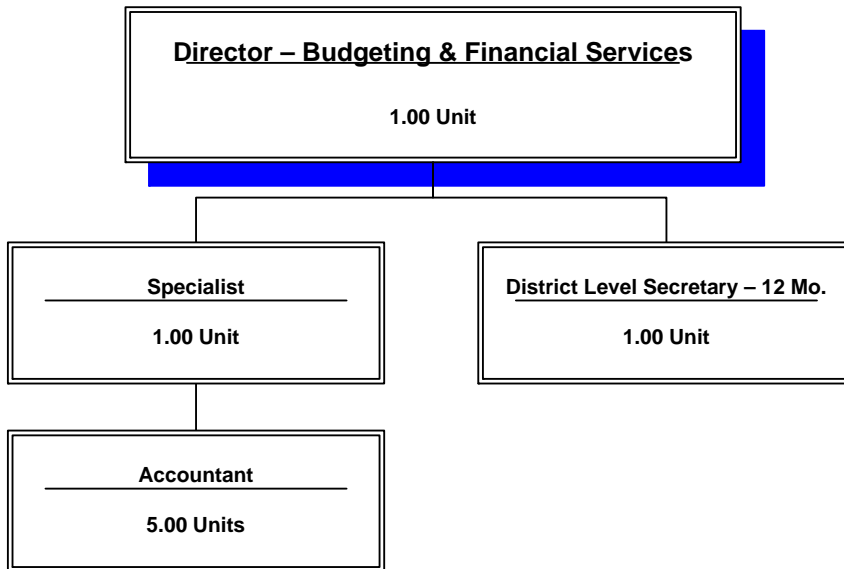 Director – Budgeting & Financial Services
1.00 Unit
Specialist
1.00 Unit
District Level Secretary – 12 Mo.
1.00 Unit
Accountant
5.00 Units